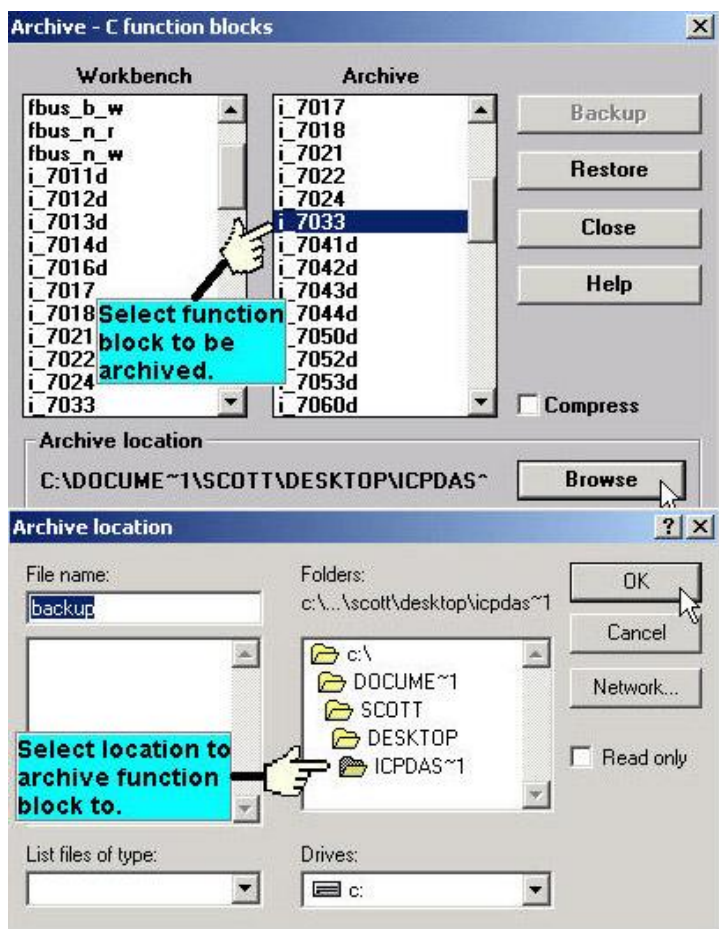 Archive - C function blocks
Workbench
Archive
fbus_b_w
fbus_n_r
fbus_n_w
i_7011d
i_7012d
i_7013d
i_7014d
i_7016d
i_7017
i_7018
i_7021
i_7022
i_7024
i_7033
i_7017
i_7018
i_7021
i_7022
i_7024
i_7033
i_7041d
i_7042d
i_7043d
_7044d
_7050d
_7052d
i_7053d
i_7060d
Select function
block to be
archived.
Backup
Restore
Close
Help
Compress
Archive location
C:\DOCUME~1\SCOTT\DESKTOP\ICPDAS~
Browse
Archive location
File name:
backup
Folders:
c:\...\scott\desktop\icpdas~1
c:\
DOCUME~1
SCOTT
DESKTOP
ICPDAS~1
Select location to
archive function
block to.
OK
Cancel
Network...
Read only
List files of type:
Drives:
c: